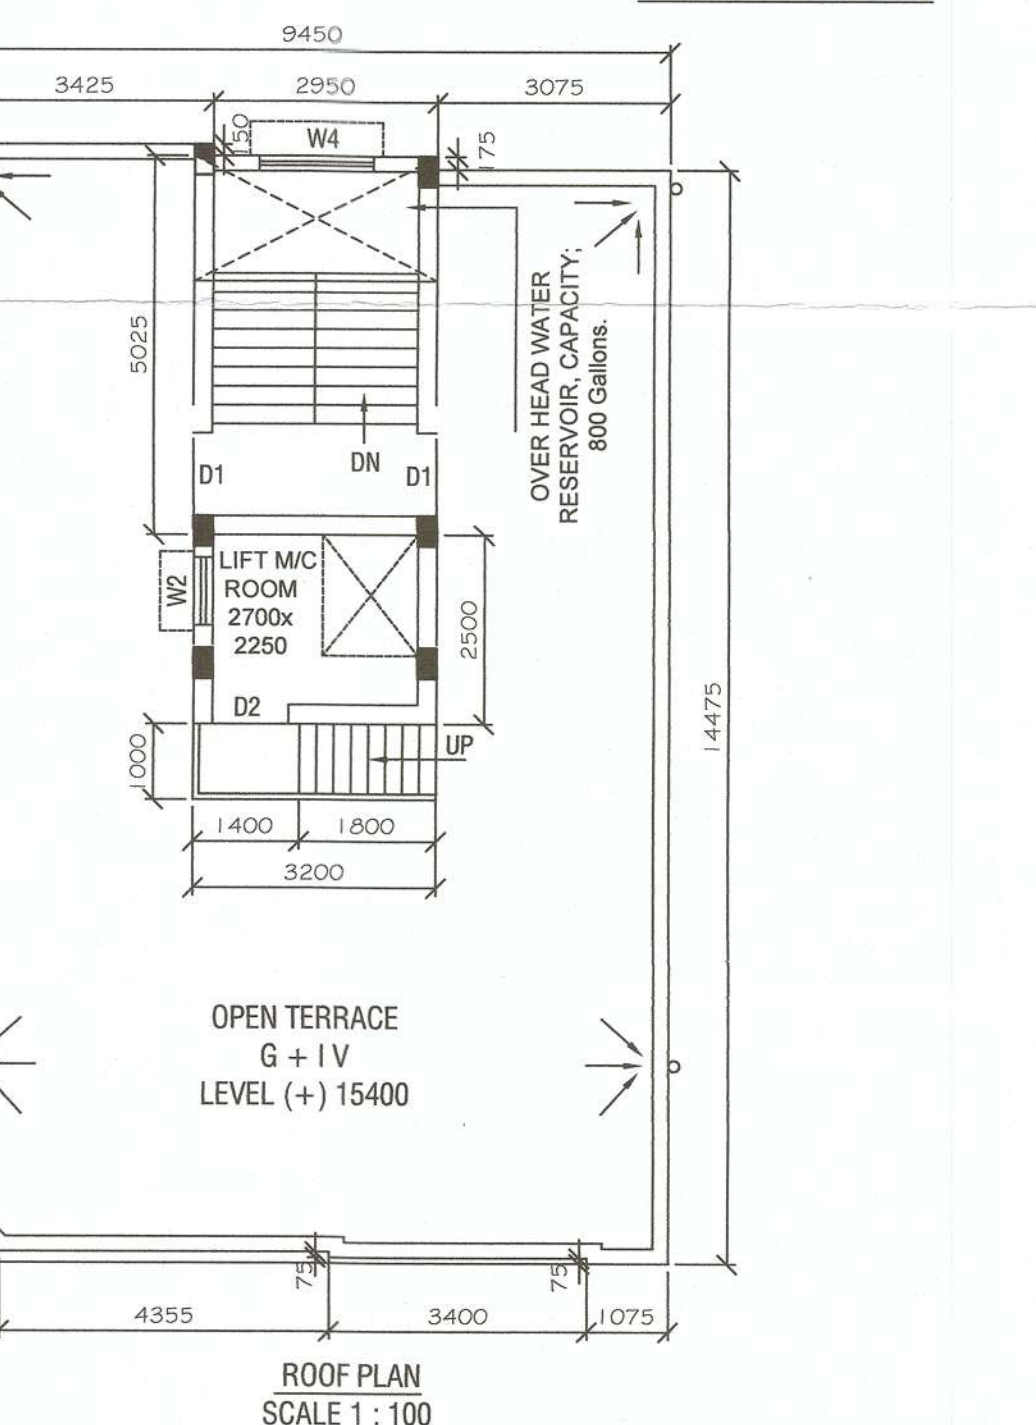 9450
3425
2950
3075
150
W4
175
5025
OVER HEAD WATER
RESERVOIR, CAPACITY;
800 Gallons.
DN
D1
D1
LIFT M/C
ROOM
2700x
2250
W2
2500
D2
UP
1000
14475
1400
1800
3200
OPEN TERRACE
G + I V
LEVEL (+) 15400
75
75
4355
3400
1075
ROOF PLAN
SCALE 1 : 100